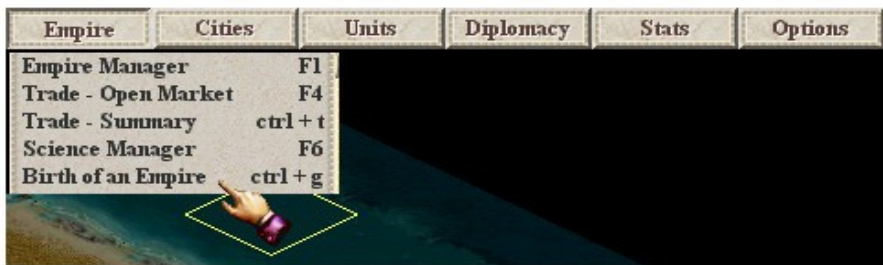 Empire Cities Units Diplomacy Stats Options
Empire Manager F1
Trade - Open Market F4
Trade - Summary ctrl + t
Science Manager F6
Birth of an Empire ctrl + g